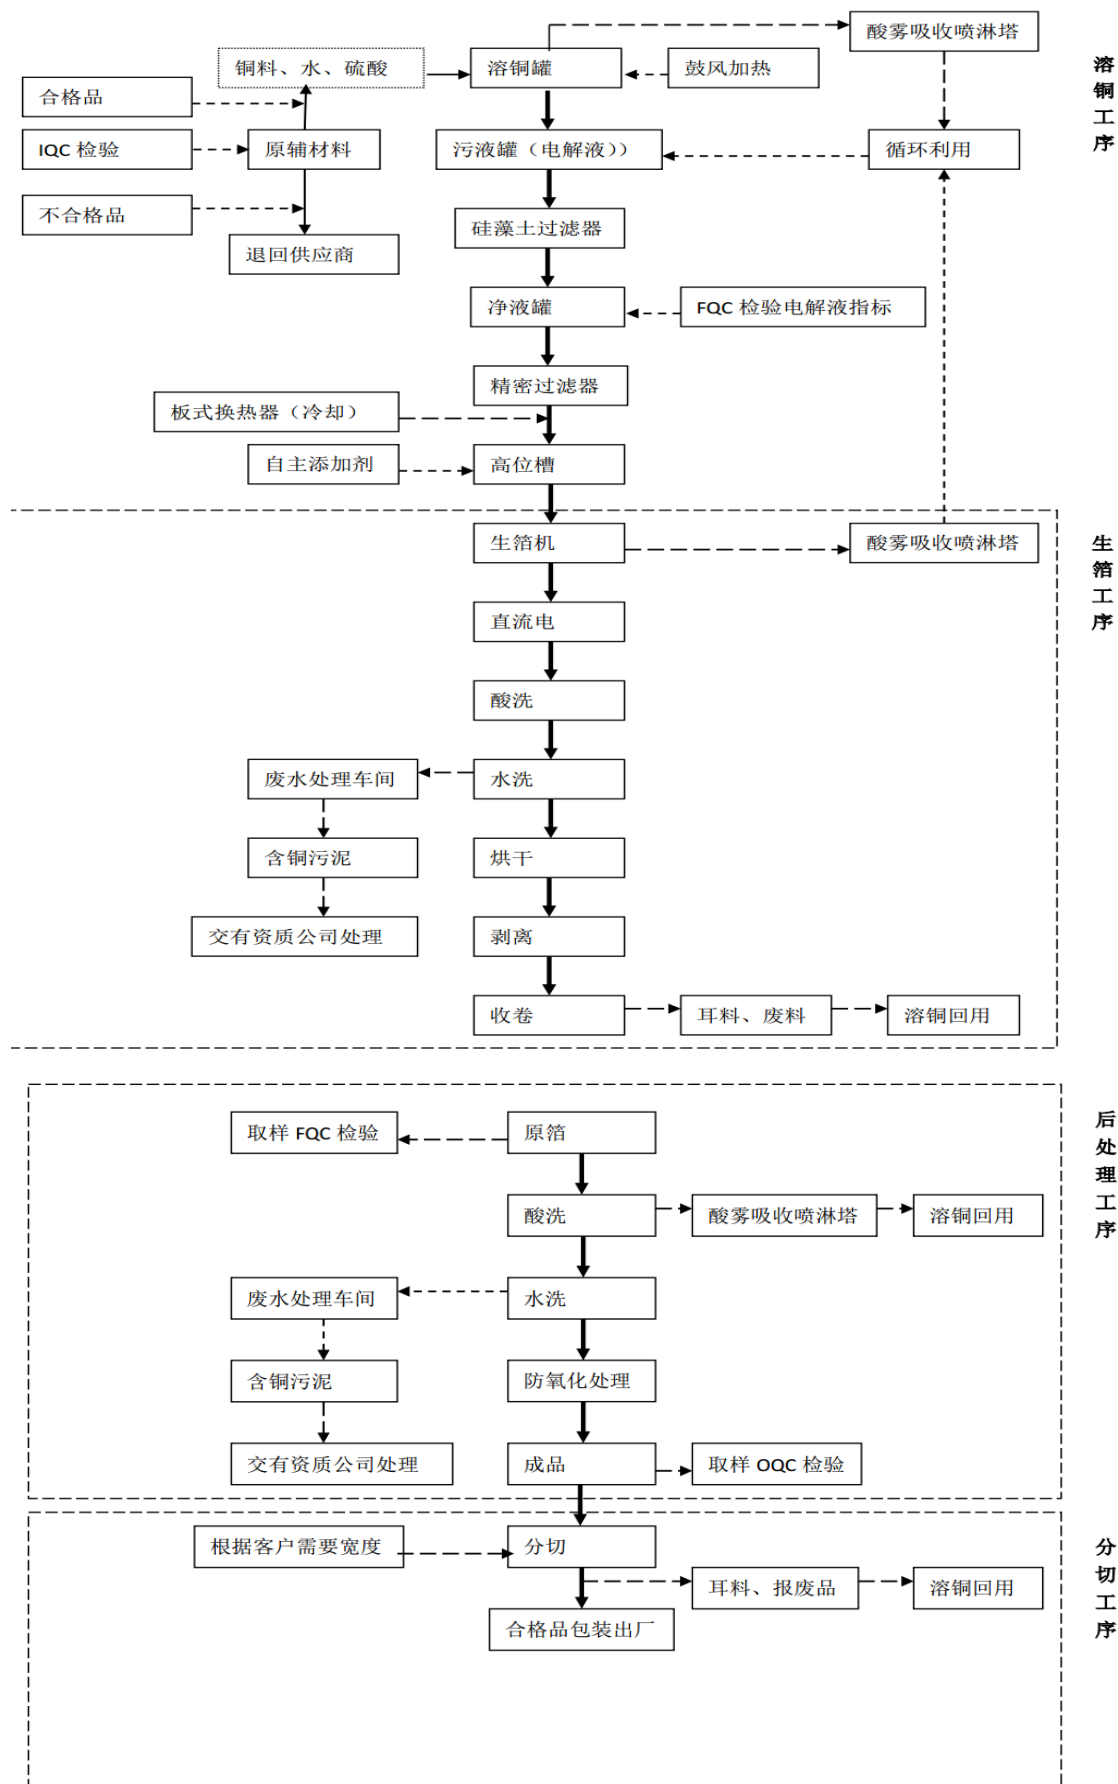 酸雾吸收喷淋塔
铜料、水、硫酸
溶铜罐
鼓风加热
合格品
IQC 检验
原辅材料
污液罐（电解液））
循环利用
不合格品
硅藻土过滤器
退回供应商
净液罐
FQC 检验电解液指标
精密过滤器
板式换热器（冷却）
自主添加剂
高位槽
溶铜工序
生箔机
酸雾吸收喷淋塔
直流电
酸洗
废水处理车间
水洗
含铜污泥
烘干
交有资质公司处理
剥离
收卷
耳料、废料
溶铜回用
生箔工序
取样 FQC 检验
原箔
酸洗
酸雾吸收喷淋塔
溶铜回用
废水处理车间
水洗
含铜污泥
防氧化处理
交有资质公司处理
成品
取样 OQC 检验
后处理工序
根据客户需要宽度
分切
耳料、报废品
溶铜回用
合格品包装出厂
分切工序